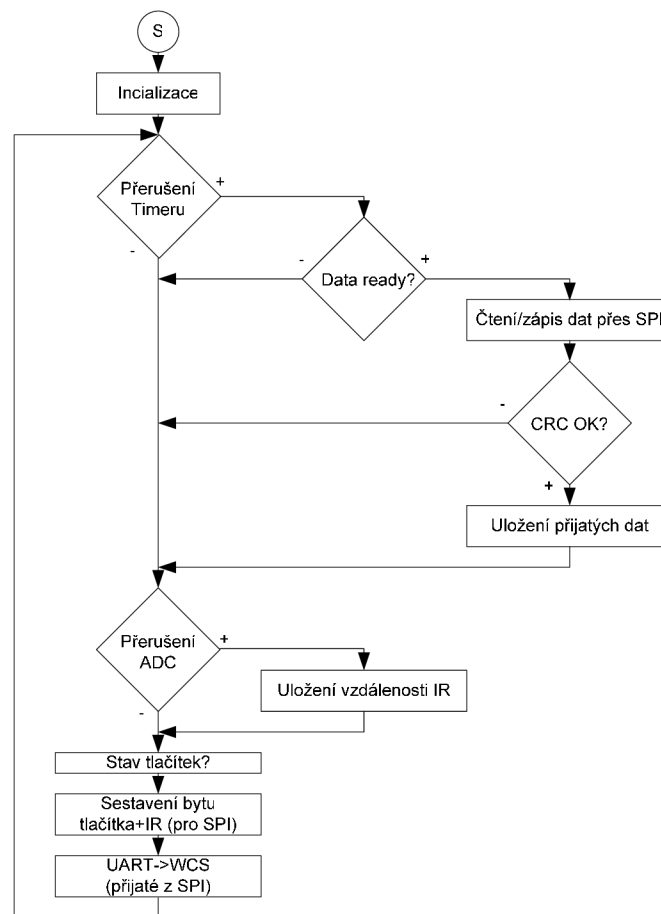 S
Incializace
Přerušení
Timeru
+
-
Data ready?
-
+
Čtení/zápis dat přes SPI
CRC OK?
-
+
Uložení přijatých dat
Přerušení
ADC
+
-
Uložení vzdálenosti IR
Stav tlačítek?
Sestavení bytu
tlačítka+IR (pro SPI)
UART->WCS
(přijaté z SPI)